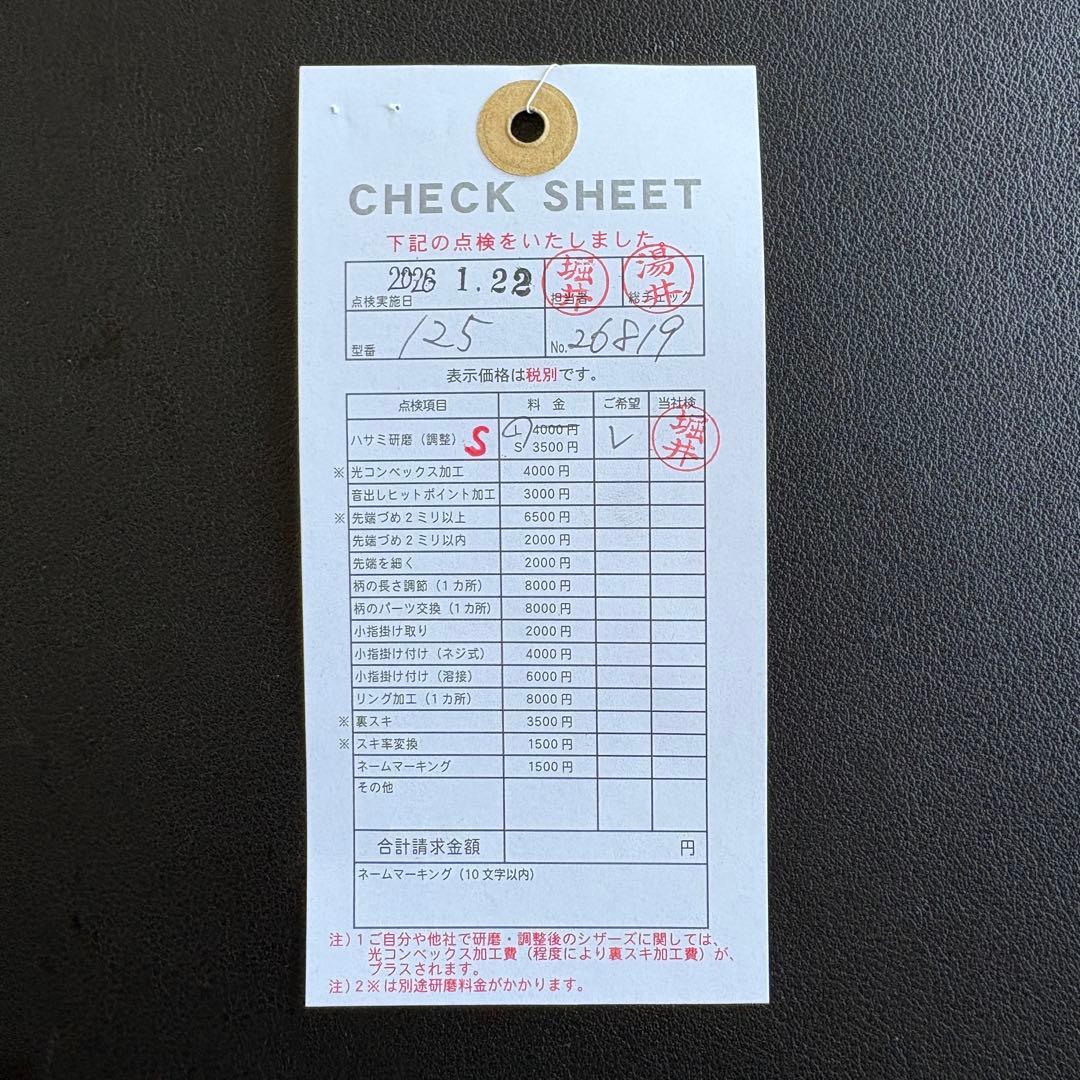 CHECK SHEET
下記の点検をいたしました。
点検実施日 2026 1.22 担当者 堀井 総チェック 湯井
型番 125 No. 26819
表示価格は税別です。
点検項目 料 金 ご希望 当社検
ハサミ研磨（調整） S L 4000円 レ 堀井
S 3500円
※ 光コンベックス加工 4000円
音出しヒットポイント加工 3000円
※ 先端づめ2ミリ以上 6500円
先端づめ2ミリ以内 2000円
先端を細く 2000円
柄の長さ調節（1カ所） 8000円
柄のパーツ交換（1カ所） 8000円
小指掛け取り 2000円
小指掛け付け（ネジ式） 4000円
小指掛け付け（溶接） 6000円
リング加工（1カ所） 8000円
※ 裏スキ 3500円
※ スキ率変換 1500円
ネームマーキング 1500円
その他
合計請求金額 円
ネームマーキング（10文字以内）
注）1 ご自分や他社で研磨・調整後のシザーズに関しては、
光コンベックス加工費（程度により裏スキ加工費）が、
プラスされます。
注）2 ※は別途研磨料金がかかります。